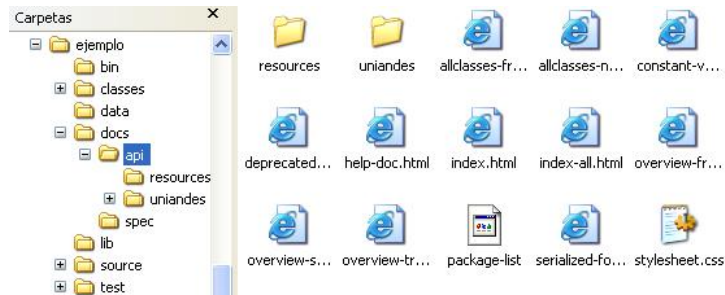 Carpetas
ejemplo
bin
classes
data
docs
api
resources
uniandes
spec
lib
source
test
resources uniandes allclasses-fr... allclasses-n... constant-v...
deprecated... help-doc.html index.html index-all.html overview-fr...
overview-s... overview-tr... package-list serialized-fo... stylesheet.css